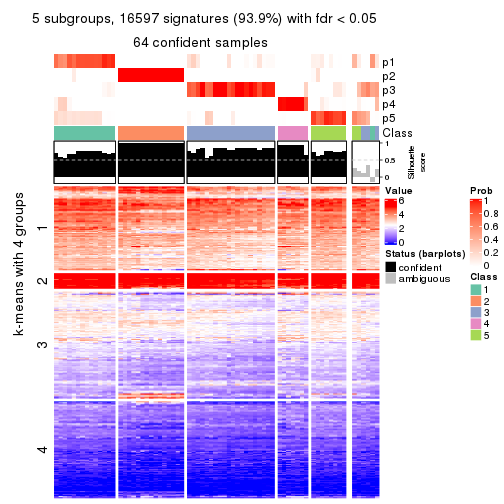 5 subgroups, 16597 signatures (93.9%) with fdr < 0.05
64 confident samples
p1
p2
p3
p4
p5
Class
1
0.5
0
Silhouette
score
k-means with 4 groups
1
2
3
4
Value
6
4
2
0
Status (barplots)
confident
ambiguous
Prob
1
0.8
0.6
0.4
0.2
0
Class
1
2
3
4
5